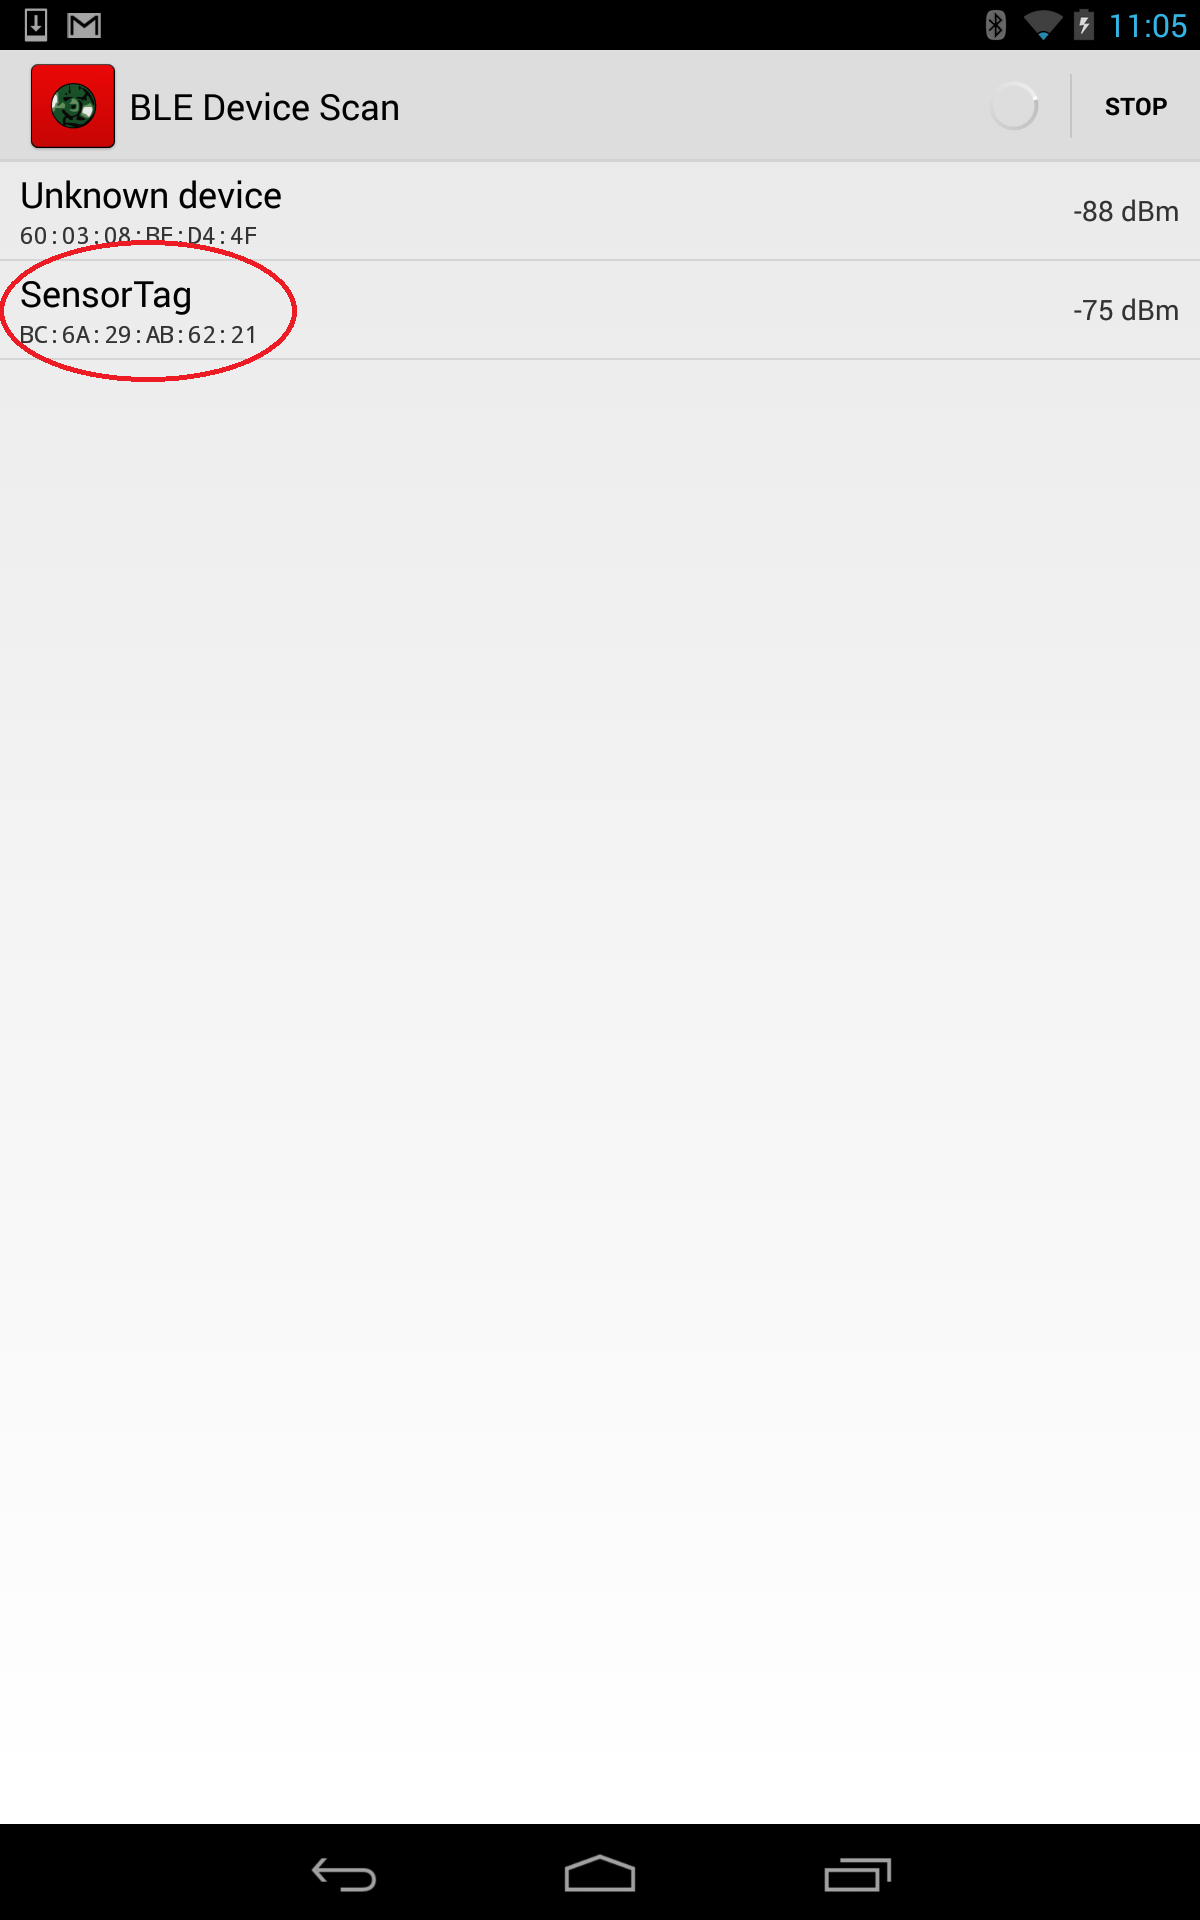 11:05
BLE Device Scan
STOP
Unknown device
-88 dBm
60:03:08:BE:D4:4F
SensorTag
-75 dBm
BC:6A:29:AB:62:21